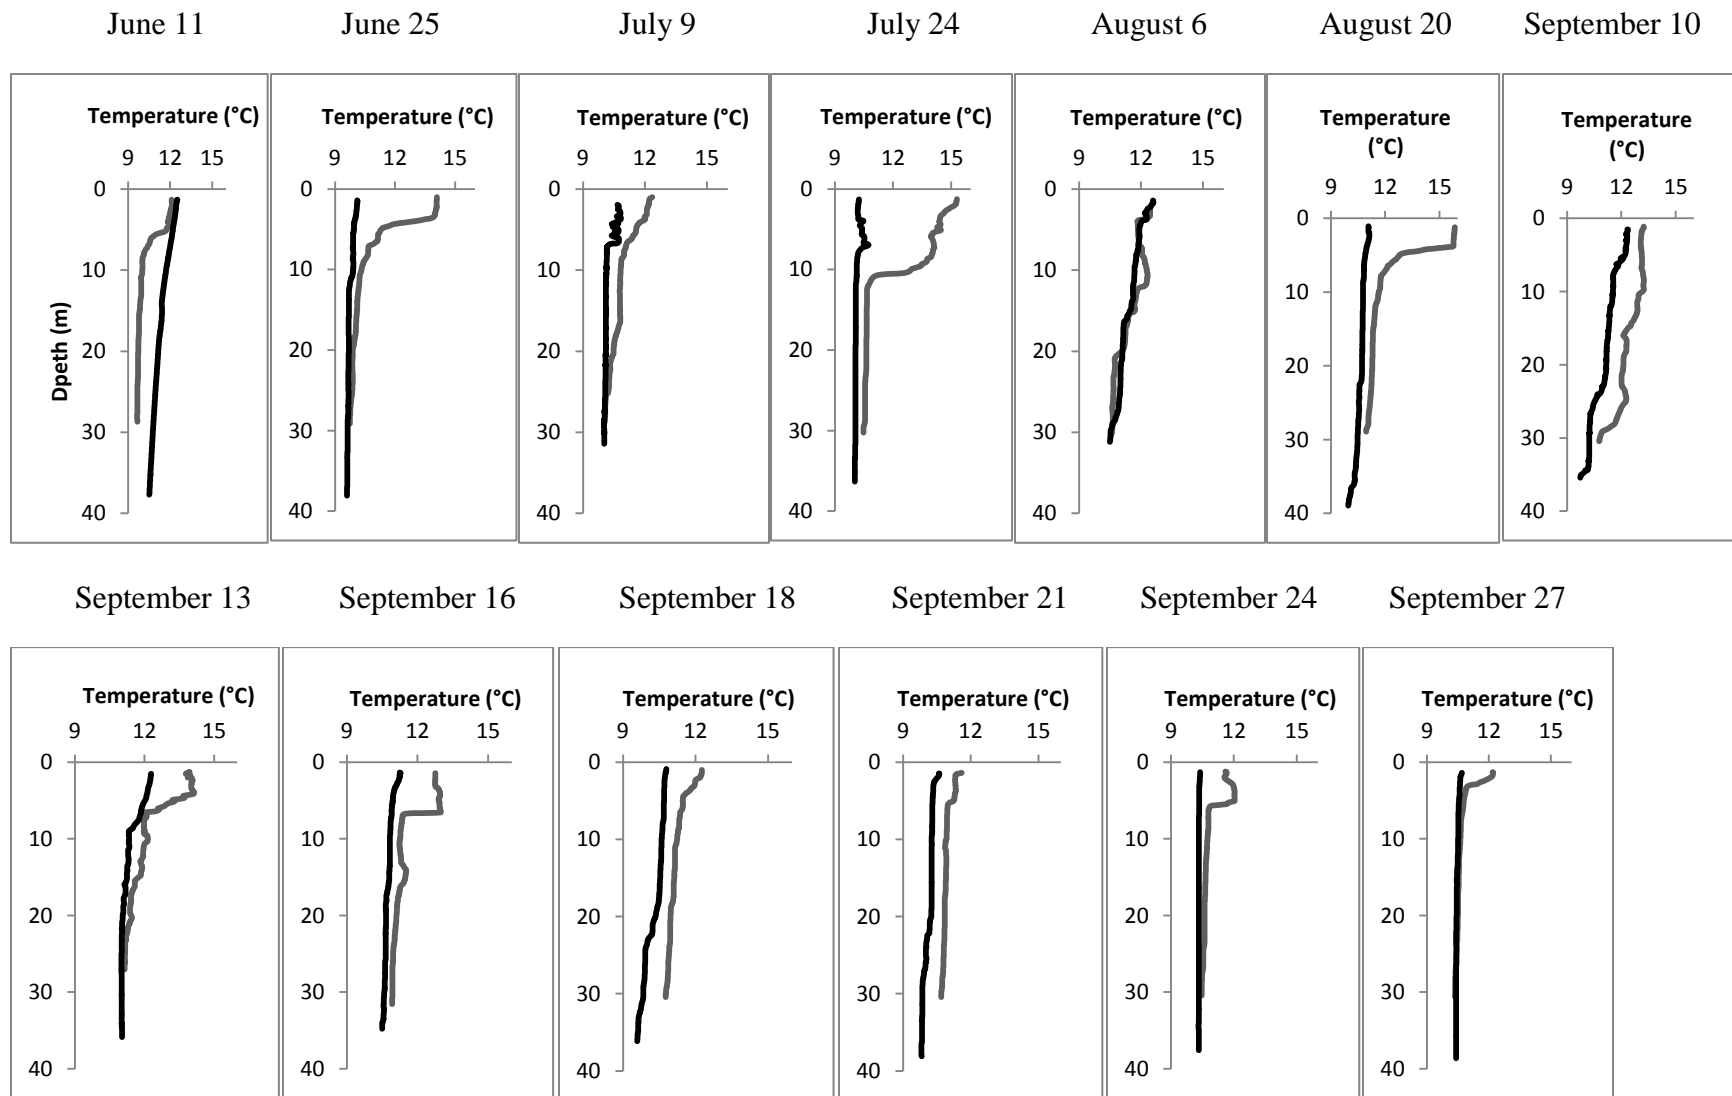 June 11 June 25 July 9 July 24 August 6 August 20 September 10
Temperature (°C) Temperature (°C) Temperature (°C) Temperature (°C) Temperature (°C) Temperature (°C) Temperature (°C)
9 12 15 9 12 15 9 12 15 9 12 15 9 12 15 9 12 15 9 12 15
0 0 0 0 0 0 0
10 10 10 10 10 10 10
Dpeth (m)
20 20 20 20 20 20 20
30 30 30 30 30 30 30
40 40 40 40 40 40 40
September 13 September 16 September 18 September 21 September 24 September 27
Temperature (°C) Temperature (°C) Temperature (°C) Temperature (°C) Temperature (°C) Temperature (°C)
9 12 15 9 12 15 9 12 15 9 12 15 9 12 15 9 12 15
0 0 0 0 0 0
10 10 10 10 10 10
20 20 20 20 20 20
30 30 30 30 30 30
40 40 40 40 40 40